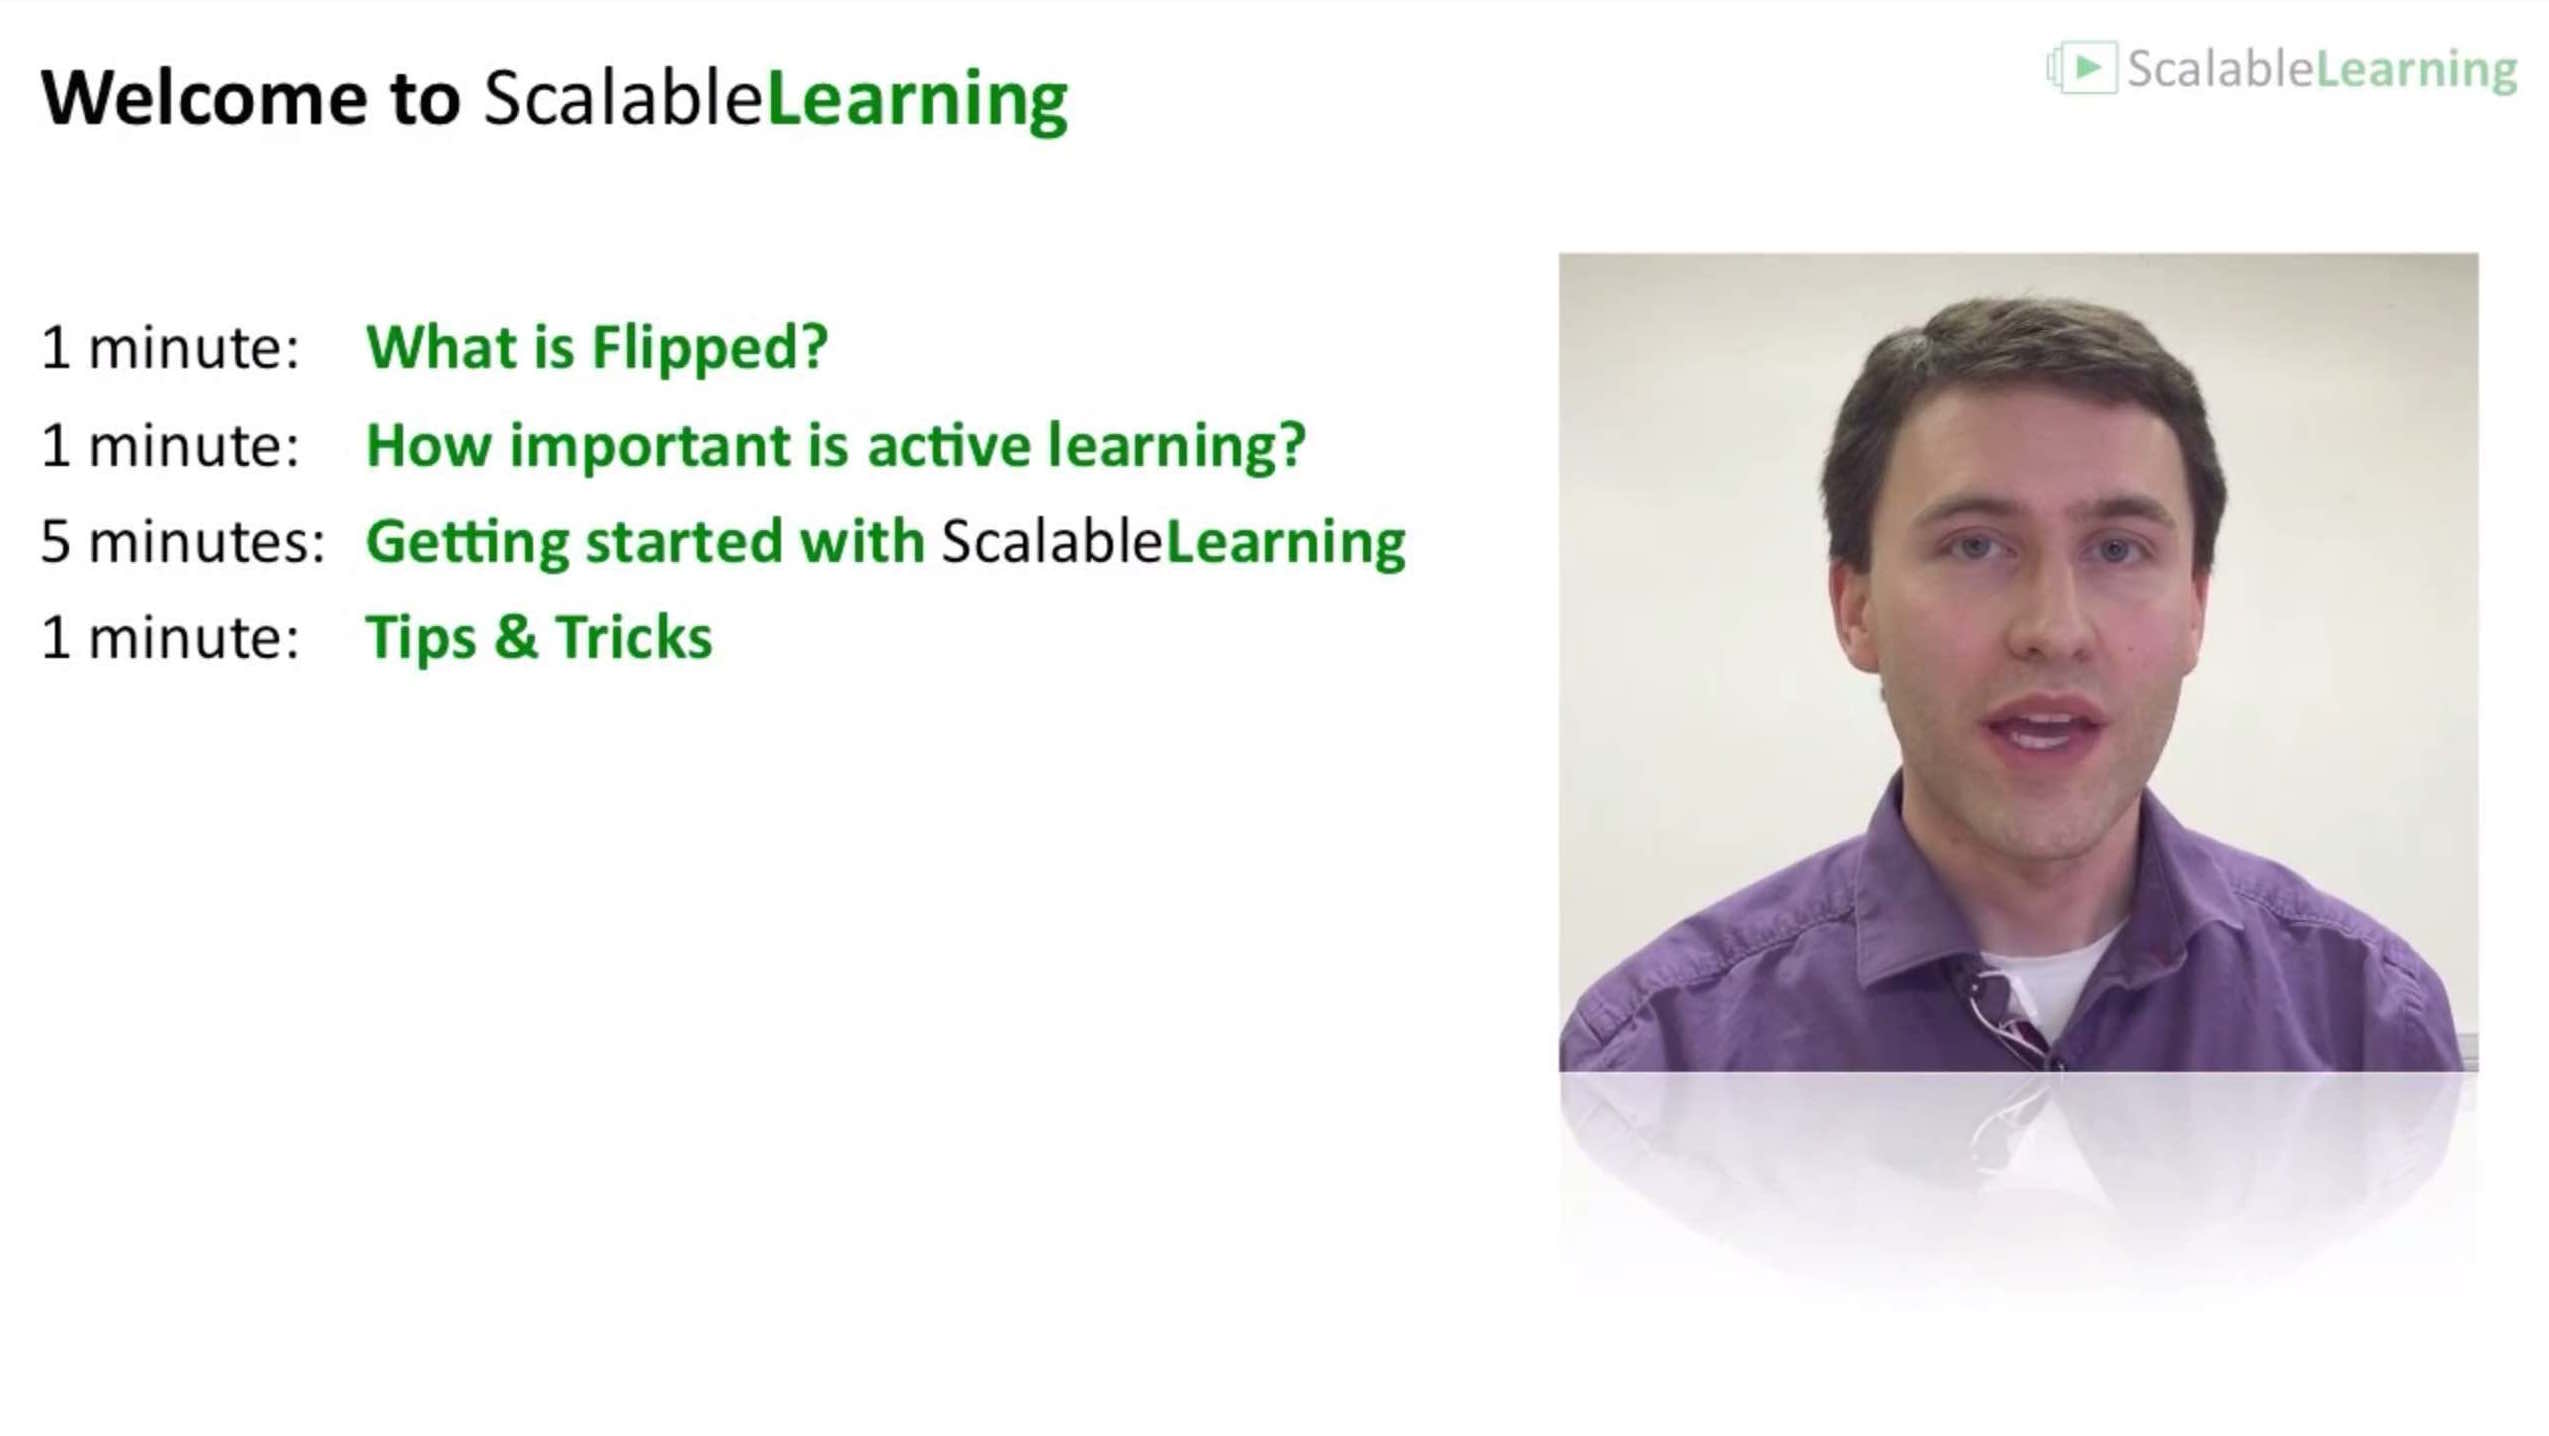 Welcome to ScalableLearning
ScalableLearning
1 minute: What is Flipped?
1 minute: How important is active learning?
5 minutes: Getting started with ScalableLearning
1 minute: Tips & Tricks